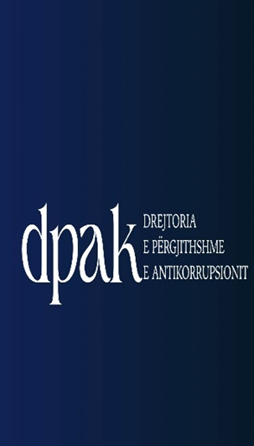 dpak
DREJTORIA
E PËRGJITHSHME
E ANTIKORRUPSIONIT